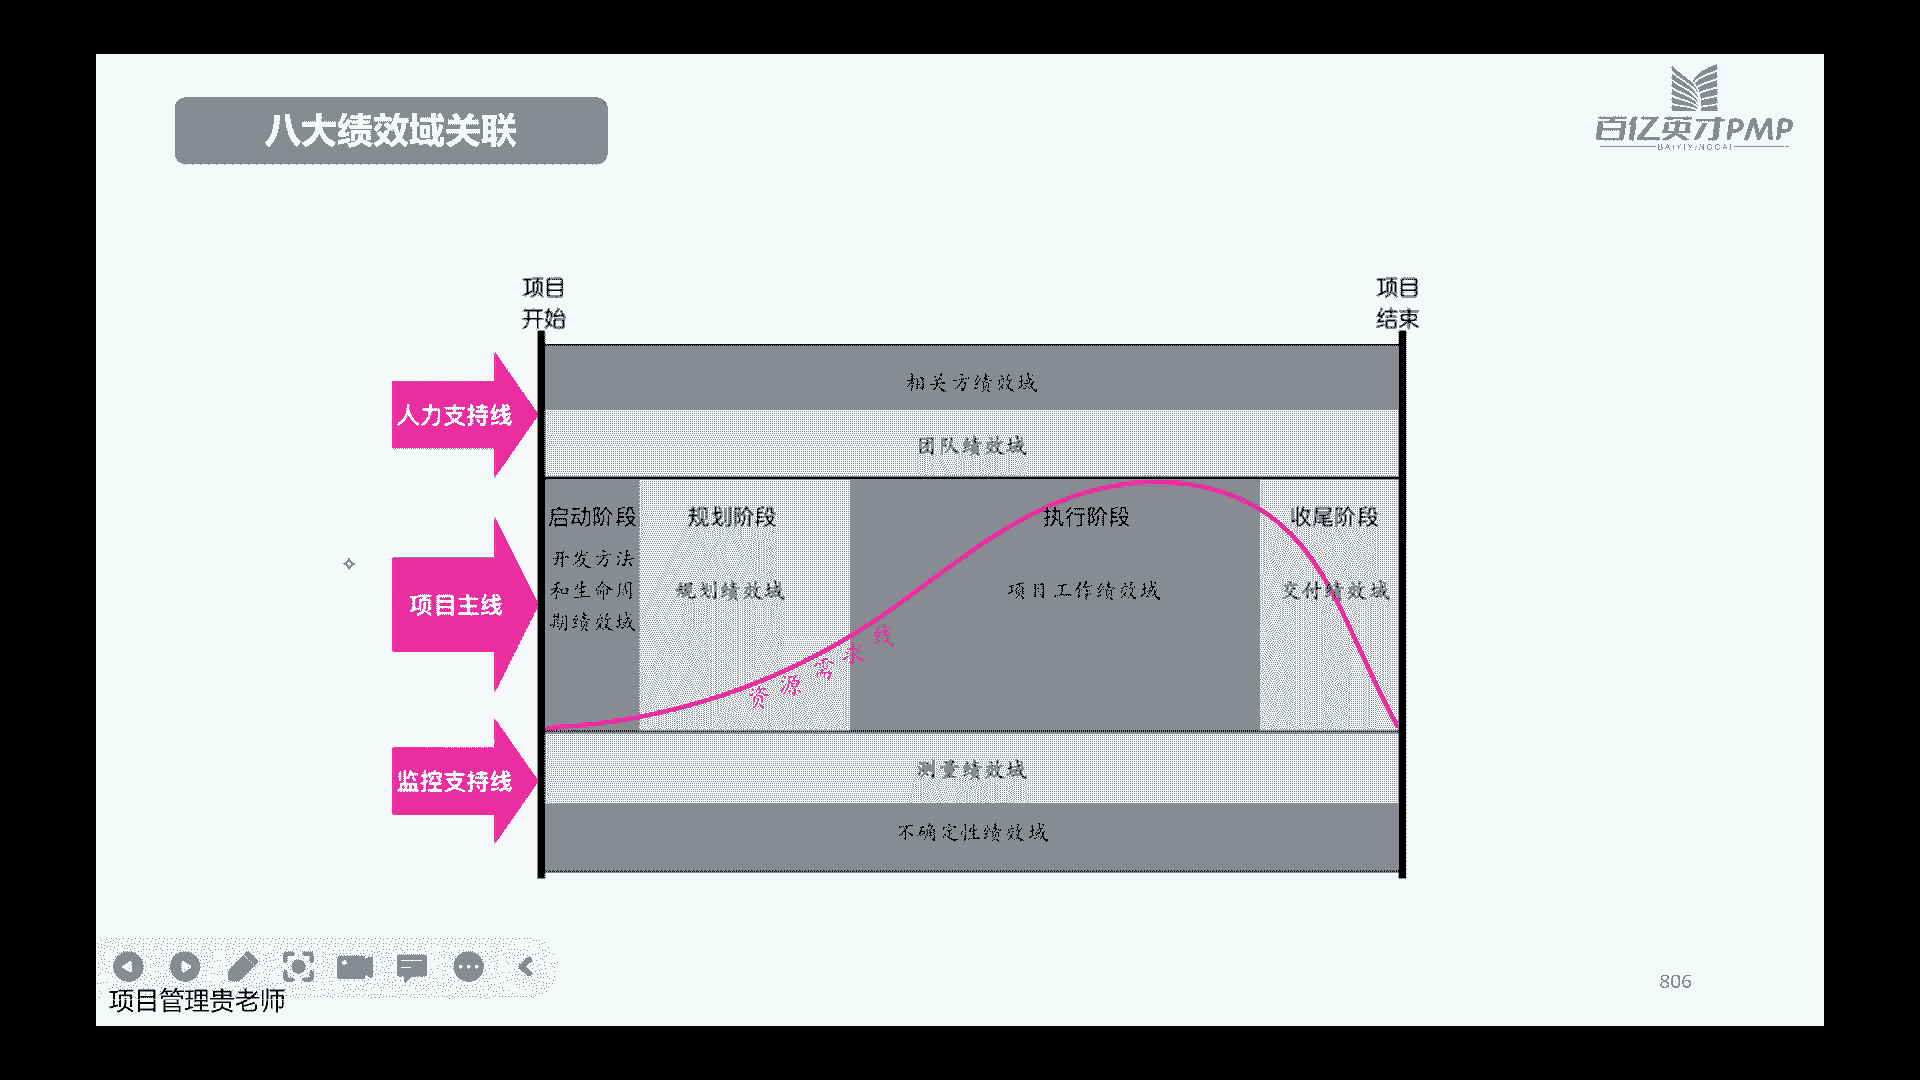 八大绩效域关联
百亿英才PMP
BAIYIYINGCAI
项目
开始
项目
结束
相关方绩效域
人力支持线
团队绩效域
启动阶段
规划阶段
执行阶段
收尾阶段
开发方法
和生命周
期绩效域
规划绩效域
项目工作绩效域
交付绩效域
项目主线
资源需求线
测量绩效域
监控支持线
不确定性绩效域
806
项目管理贵老师